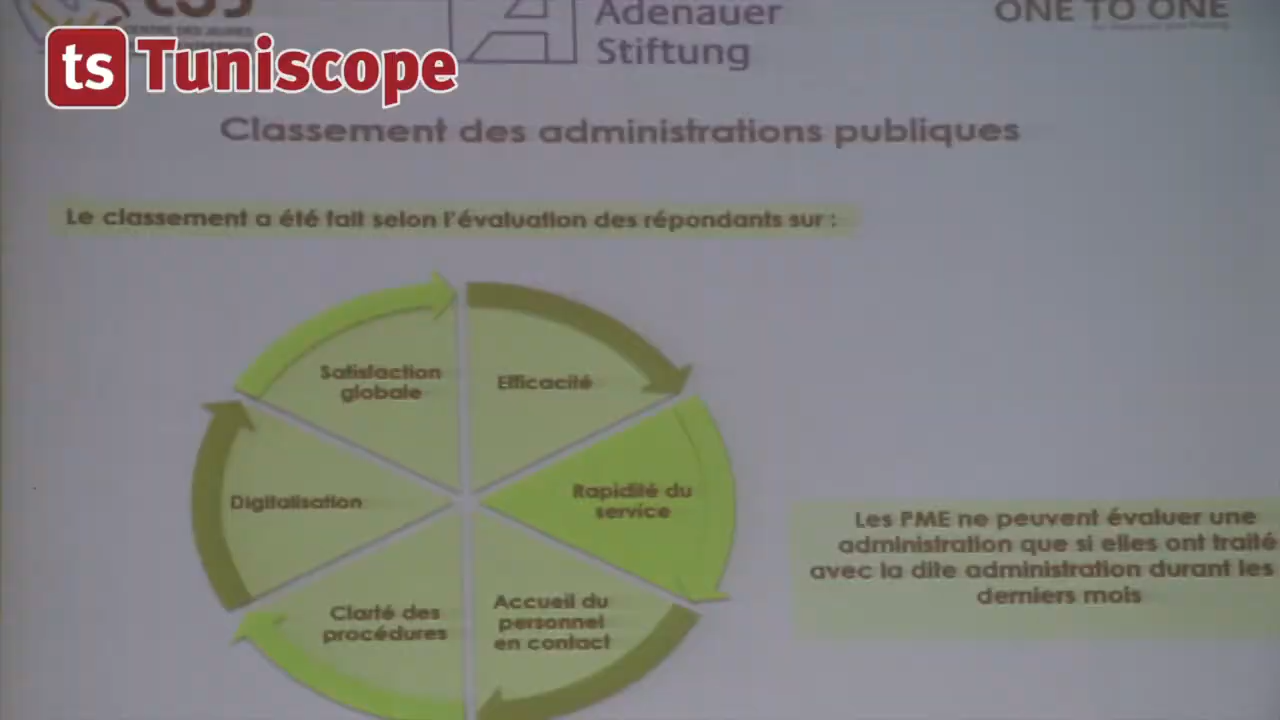 Adenauer
Stiftung
ONE TO ONE
ts Tuniscope
Classement des administrations publiques
Le classement a été fait selon l'évaluation des répondants sur :
Satisfaction
globale
Efficacité
Digitalisation
Rapidité du
service
Clarté des
procédures
Accueil du
personnel
en contact
Les PME ne peuvent évaluer une
administration que si elles ont traité
avec la dite administration durant les
derniers mois